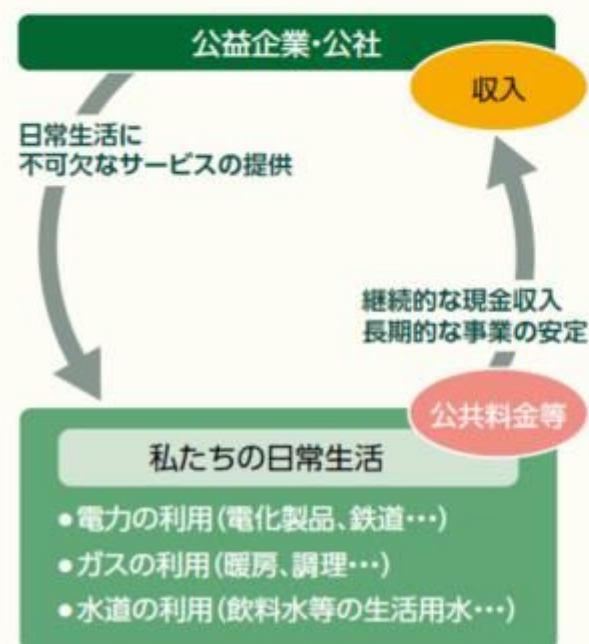 公益企業・公社
収入
日常生活に
不可欠なサービスの提供
継続的な現金収入
長期的な事業の安定
公共料金等
私たちの日常生活
●電力の利用(電化製品、鉄道・・・)
●ガスの利用(暖房、調理・・・)
●水道の利用(飲料水等の生活用水・・・)